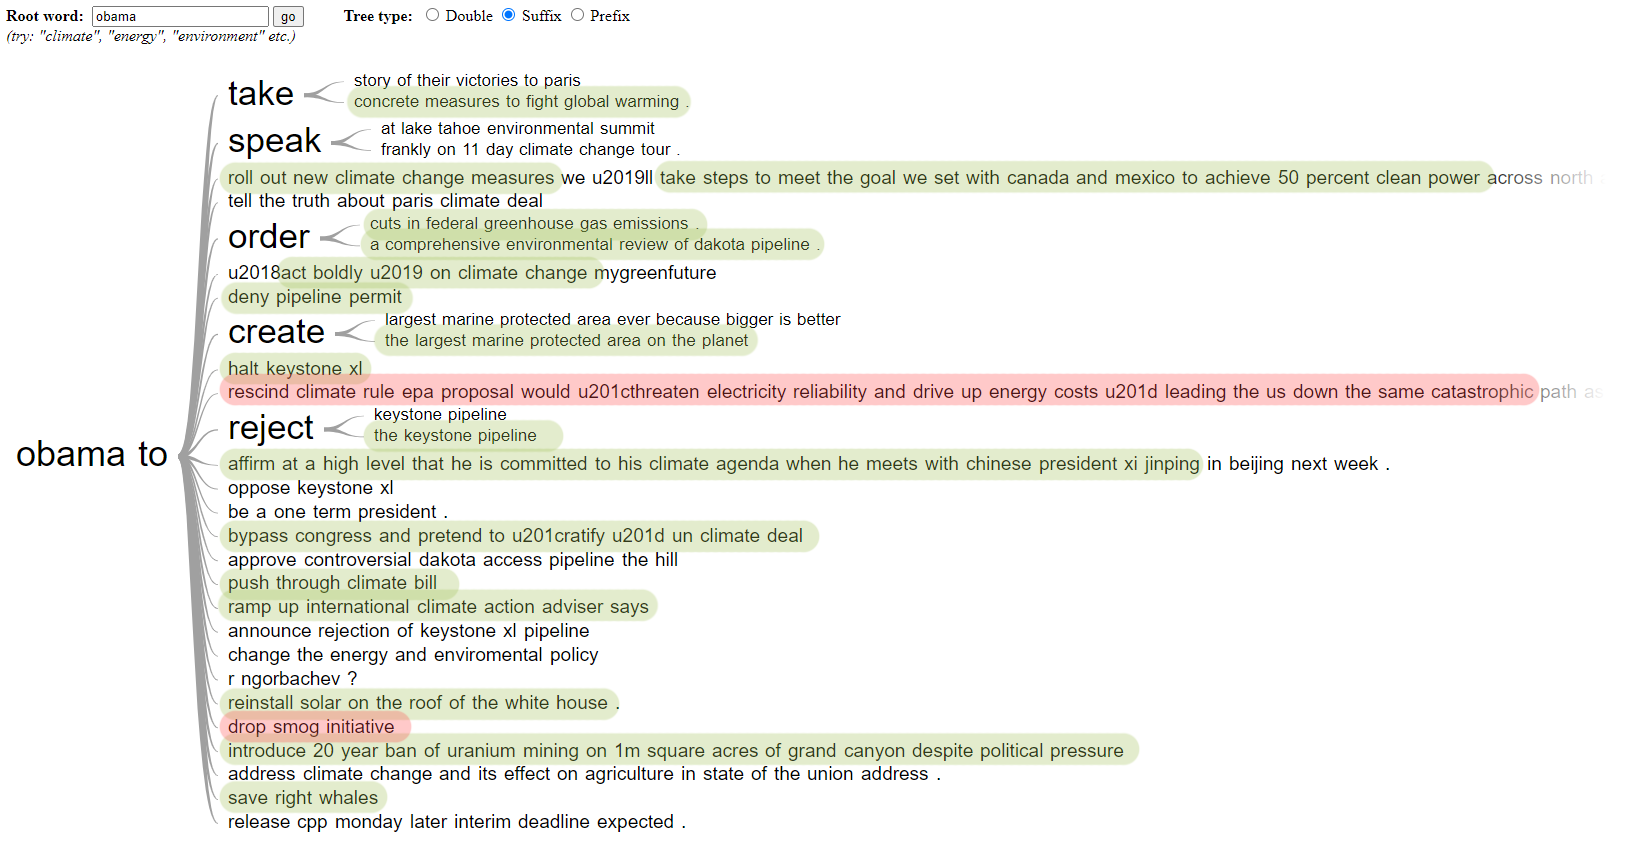 Root word: obama go Tree type: Double Suffix Prefix
(try: "climate", "energy", "environment" etc.)
obama to
take
story of their victories to paris
concrete measures to fight global warming .
speak
at lake tahoe environmental summit
frankly on 11 day climate change tour .
roll out new climate change measures we u2019ll take steps to meet the goal we set with canada and mexico to achieve 50 percent clean power across north
tell the truth about paris climate deal
order
cuts in federal greenhouse gas emissions .
a comprehensive environmental review of dakota pipeline .
u2018act boldly u2019 on climate change mygreenfuture
deny pipeline permit
create
largest marine protected area ever because bigger is better
the largest marine protected area on the planet
halt keystone xl
rescind climate rule epa proposal would u201cthreaten electricity reliability and drive up energy costs u201d leading the us down the same catastrophic path as
reject
keystone pipeline
the keystone pipeline
affirm at a high level that he is committed to his climate agenda when he meets with chinese president xi jinping in beijing next week .
oppose keystone xl
be a one term president .
bypass congress and pretend to u201cratify u201d un climate deal
approve controversial dakota access pipeline the hill
push through climate bill
ramp up international climate action adviser says
announce rejection of keystone xl pipeline
change the energy and enviromental policy
r ngorbachev ?
reinstall solar on the roof of the white house .
drop smog initiative
introduce 20 year ban of uranium mining on 1m square acres of grand canyon despite political pressure
address climate change and its effect on agriculture in state of the union address .
save right whales
release cpp monday later interim deadline expected .